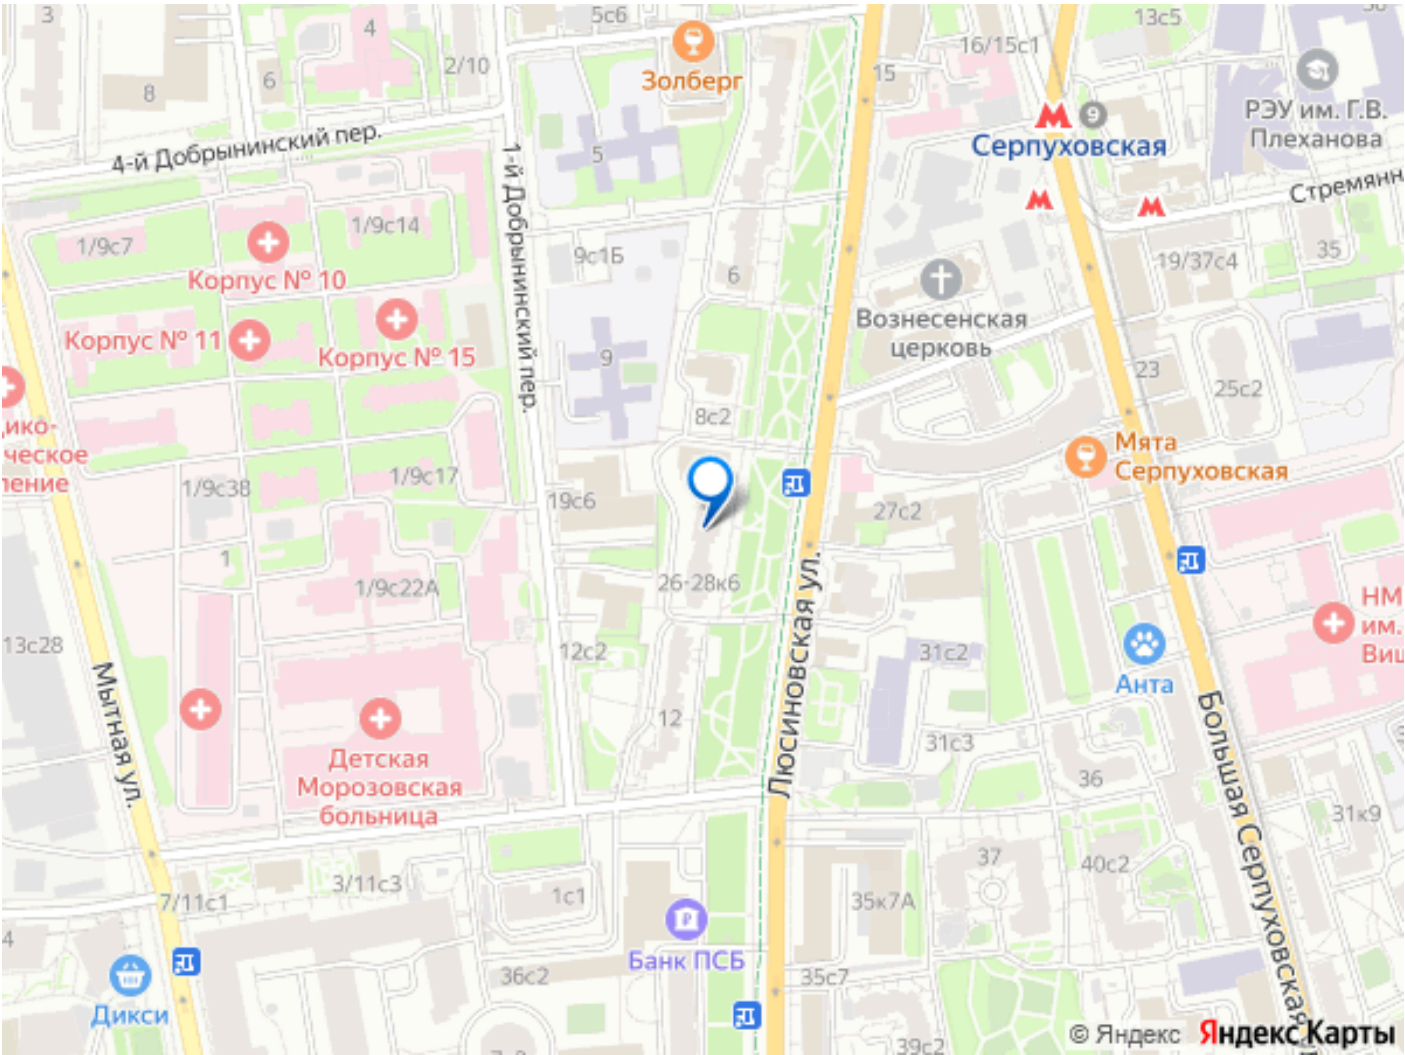 3
4
5с6
13с5
16/15с1
2/10
6
8
15
Золберг
РЭУ им. Г.В.
Плеханова
9
Серпуховская
4-й Добрынинский пер.
1-й Добрынинский пер.
5
Стремянн
1/9с7
1/9с14
9с1Б
6
19/37с4
35
Корпус № 10
Вознесенская
церковь
Корпус № 11
Корпус № 15
9
23
25с2
8с2
ико-
ческое
ление
Мята
Серпуховская
1/9с38
1/9с17
19с6
27с2
1
1/9с22А
26-28к6
Люсиновская ул.
НМ
им.
Виш
13с28
12с2
31с2
Анта
Мытная ул.
12
31с3
Большая Серпуховская ул.
Детская
Морозовская
больница
36
31к9
37
40с2
7/11с1
3/11с3
1с1
35к7А
4
Банк ПСБ
36с2
35с7
Дикси
39с2
© Яндекс Яндекс Карты